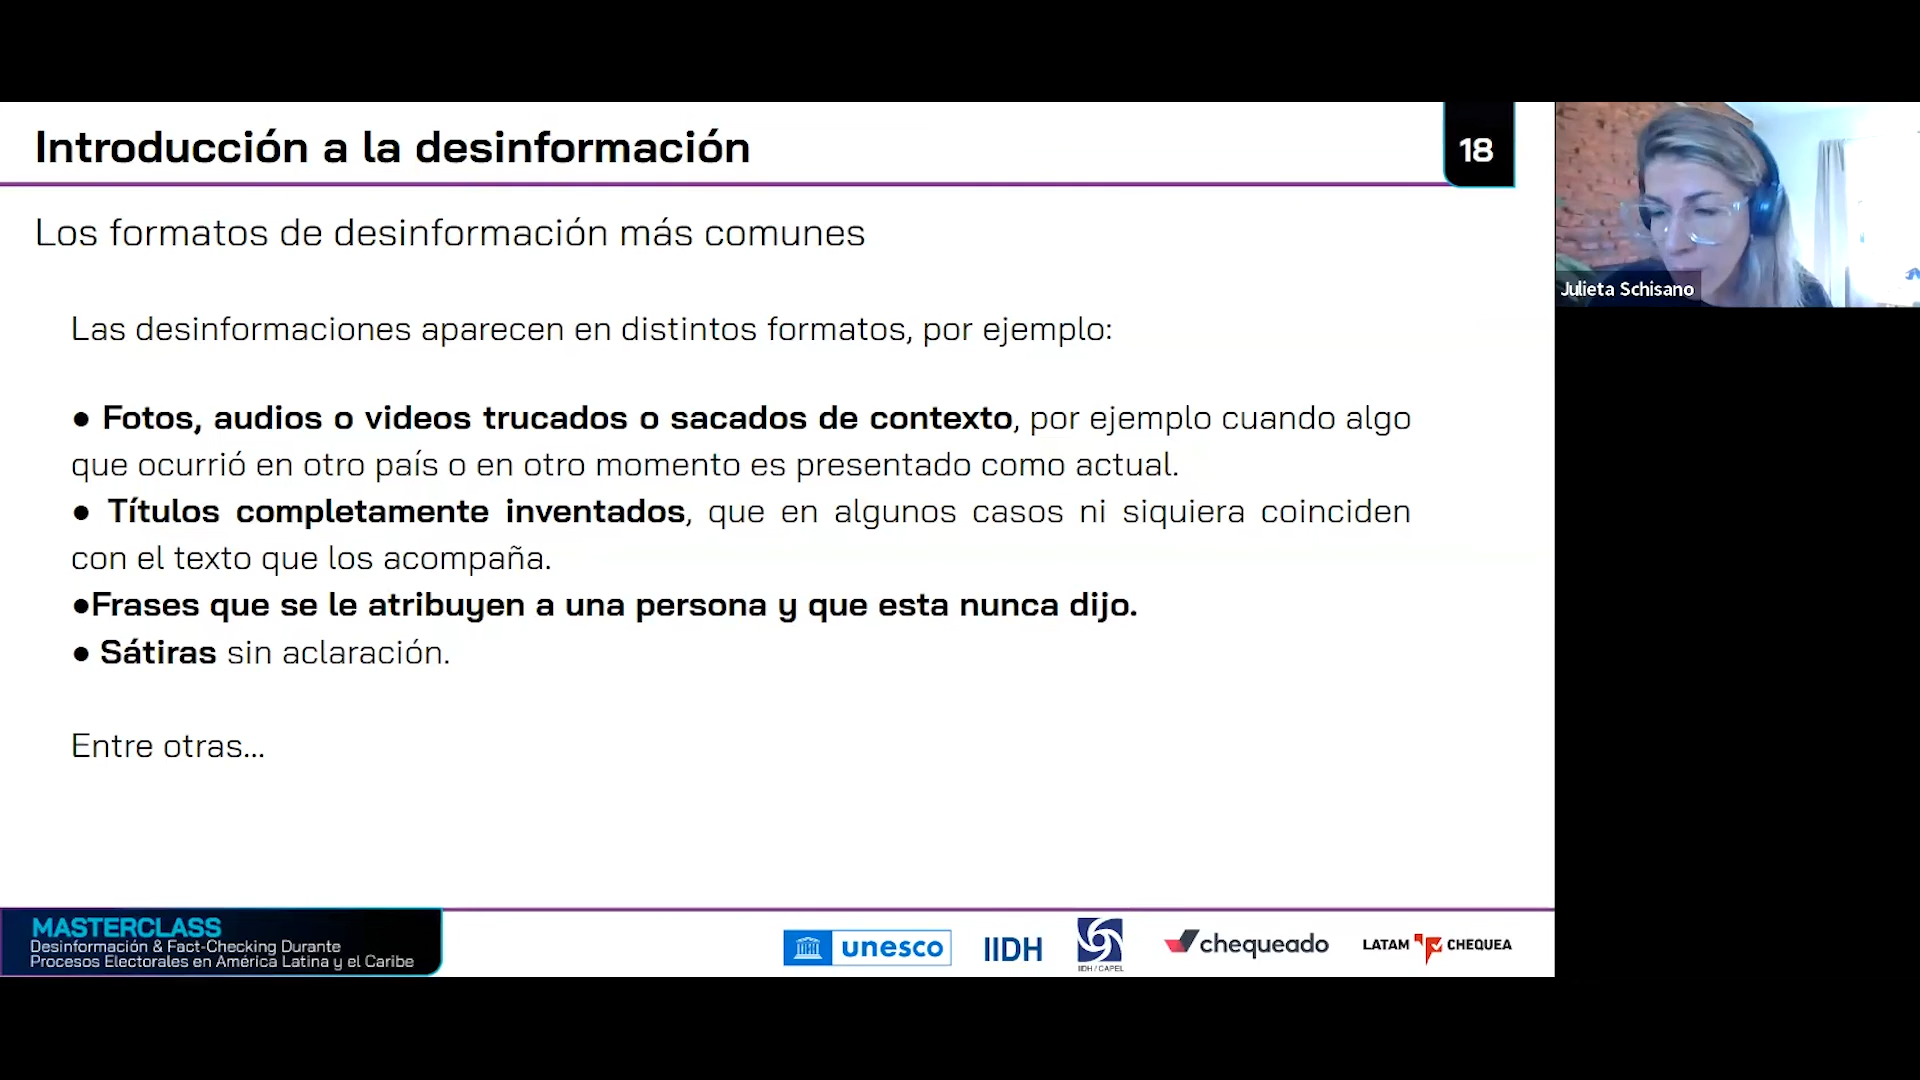 Introducción a la desinformación
18
Los formatos de desinformación más comunes
Las desinformaciones aparecen en distintos formatos, por ejemplo:
● Fotos, audios o videos trucados o sacados de contexto, por ejemplo cuando algo
que ocurrió en otro país o en otro momento es presentado como actual.
● Títulos completamente inventados, que en algunos casos ni siquiera coinciden
con el texto que los acompaña.
●Frases que se le atribuyen a una persona y que esta nunca dijo.
● Sátiras sin aclaración.
Entre otras...
Julieta Schisano
MASTERCLASS
Desinformación & Fact-Checking Durante
Procesos Electorales en América Latina y el Caribe
unesco
IIDH
IIDH / CAPEL
chequeado
LATAM CHEQUEA